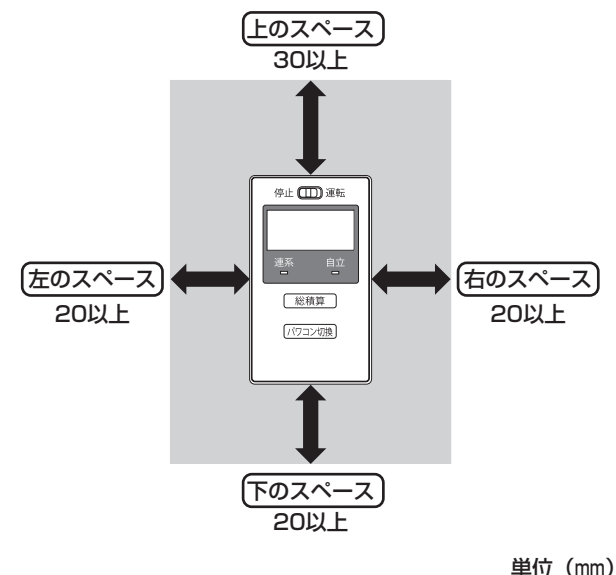 上のスペース
30以上
停止 運転
連系 自立
左のスペース
20以上
総積算
パワコン切換
右のスペース
20以上
下のスペース
20以上
単位（mm）